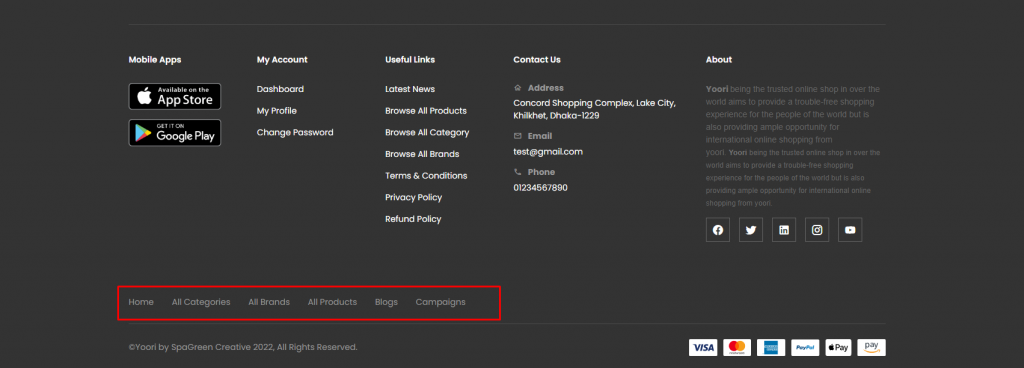 Mobile Apps
Available on the
App Store
GET IT ON
Google Play
My Account
Dashboard
My Profile
Change Password
Useful Links
Latest News
Browse All Products
Browse All Category
Browse All Brands
Terms & Conditions
Privacy Policy
Refund Policy
Contact Us
Address
Concord Shopping Complex, Lake City,
Khilkhet, Dhaka-1229
Email
test@gmail.com
Phone
01234567890
About
Yoori being the trusted online shop in over the
world aims to provide a trouble-free shopping
experience for the people of the world but is
also providing ample opportunity for
international online shopping from
yoori. Yoori being the trusted online shop in over the
world aims to provide a trouble-free shopping
experience for the people of the world but is also
providing ample opportunity for international online
shopping from yoori.
Home All Categories All Brands All Products Blogs Campaigns
©Yoori by SpaGreen Creative 2022, All Rights Reserved.
VISA
mastercard
AMERICAN EXPRESS
PayPal
Pay
pay